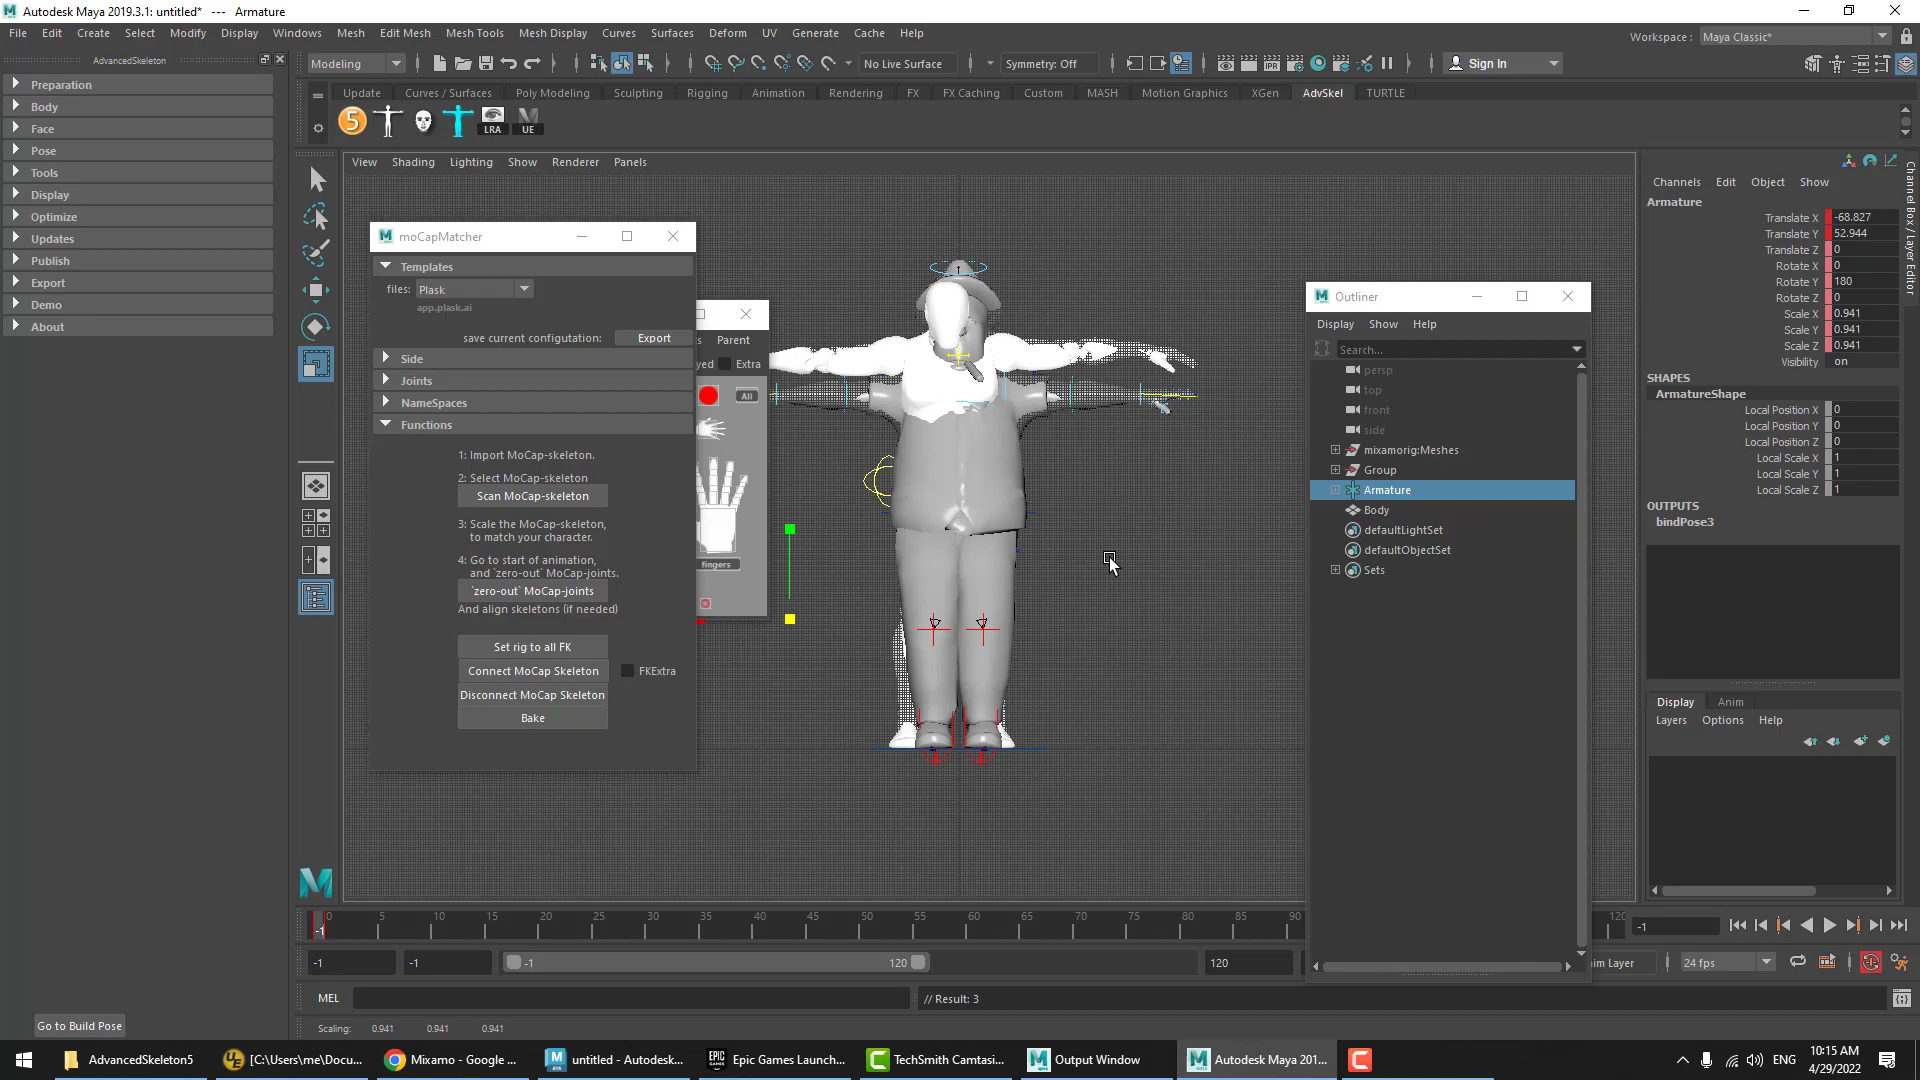 Autodesk Maya 2019.3.1: untitled* --- Armature
File Edit Create Select Modify Display Windows Mesh Edit Mesh Mesh Tools Mesh Display Curves Surfaces Deform UV Generate Cache Help
Workspace : Maya Classic*
AdvancedSkeleton
Modeling
No Live Surface
Symmetry: Off
Sign In
Update Curves / Surfaces Poly Modeling Sculpting Rigging Animation Rendering FX FX Caching Custom MASH Motion Graphics XGen AdvSkel TURTLE
5
LRA
UE
Preparation
Body
Face
Pose
Tools
Display
Optimize
Updates
Publish
Export
Demo
About
View Shading Lighting Show Renderer Panels
moCapMatcher
Templates
files: Plask
app.plask.ai
save current configutation: Export
Side
Joints
NameSpaces
Functions
1: Import MoCap-skeleton.
2: Select MoCap-skeleton
Scan MoCap-skeleton
3: Scale the MoCap-skeleton,
to match your character.
4: Go to start of animation,
and `zero-out` MoCap-joints.
`zero-out` MoCap-joints
And align skeletons (if needed)
Set rig to all FK
Connect MoCap Skeleton
FKExtra
Disconnect MoCap Skeleton
Bake
s Parent
yed Extra
All
fingers
Outliner
Display Show Help
Search...
persp
top
front
side
mixamorig:Meshes
Group
Armature
Body
defaultLightSet
defaultObjectSet
Sets
Channels Edit Object Show
Armature
Translate X -68.827
Translate Y 52.944
Translate Z 0
Rotate X 0
Rotate Y 180
Rotate Z 0
Scale X 0.941
Scale Y 0.941
Scale Z 0.941
Visibility on
SHAPES
ArmatureShape
Local Position X 0
Local Position Y 0
Local Position Z 0
Local Scale X 1
Local Scale Y 1
Local Scale Z 1
OUTPUTS
bindPose3
Channel Box / Layer Editor
Display Anim
Layers Options Help
0 5 10 15 20 25 30 35 40 45 50 55 60 65 70 75 80 85 90 120
-1
-1
-1 -1 -1 120 120
im Layer
24 fps
MEL
// Result: 3
Go to Build Pose
Scaling: 0.941 0.941 0.941
AdvancedSkeleton5
[C:\Users\me\Docu...
Mixamo - Google ...
untitled - Autodesk...
Epic Games Launch...
TechSmith Camtasi...
Output Window
Autodesk Maya 201...
ENG
10:15 AM
4/29/2022